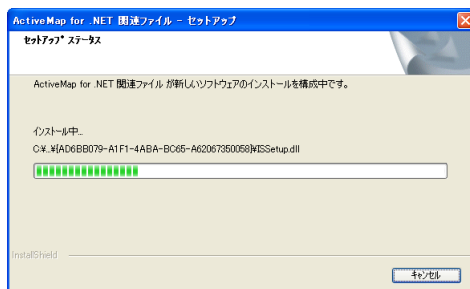 ActiveMap for .NET 関連ファイル - セットアップ
セットアップ ステータス
ActiveMap for .NET 関連ファイル が新しいソフトウェアのインストールを構成中です。
インストール中...
C:¥..¥{AD6BB079-A1F1-4ABA-BC65-A62067350058}¥ISSetup.dll
InstallShield
キャンセル